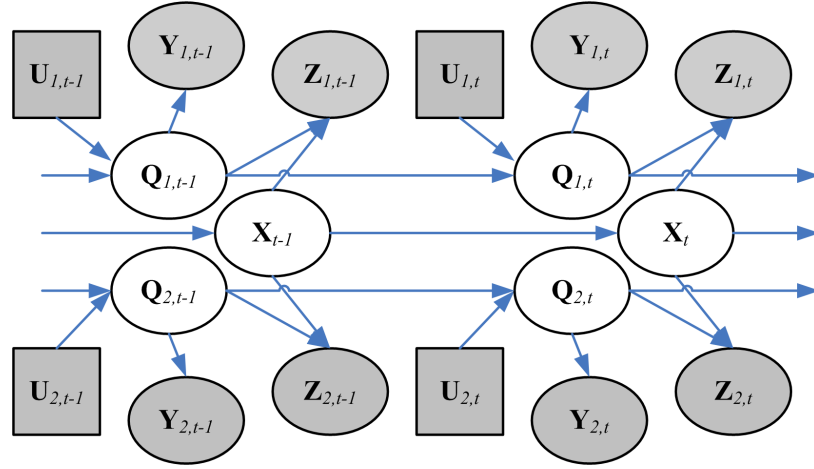 Y1,t-1
Y1,t
U1,t-1
Z1,t-1
U1,t
Z1,t
Q1,t-1
Q1,t
Xt-1
Xt
Q2,t-1
Q2,t
U2,t-1
Z2,t-1
U2,t
Z2,t
Y2,t-1
Y2,t